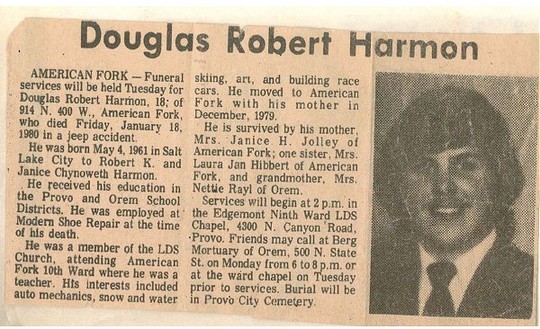 Douglas Robert Harmon
AMERICAN FORK — Funeral
services will be held Tuesday for
Douglas Robert Harmon, 18; of
914 N. 400 W., American Fork,
who died Friday, January 18,
1980 in a jeep accident.
He was born May 4, 1961 in Salt
Lake City to Robert K. and
Janice Chynoweth Harmon.
He received his education in
the Provo and Orem School
Districts. He was employed at
Modern Shoe Repair at the time
of his death.
He was a member of the LDS
Church, attending American
Fork 10th Ward where he was a
teacher. His interests included
auto mechanics, snow and water
skiing, art, and building race
cars. He moved to American
Fork with his mother in
December, 1979.
He is survived by his mother,
Mrs. Janice H. Jolley of
American Fork; one sister, Mrs.
Laura Jan Hibbert of American
Fork, and grandmother, Mrs.
Nettie Rayl of Orem.
Services will begin at 2 p.m. in
the Edgemont Ninth Ward LDS
Chapel, 4300 N. Canyon Road,
Provo. Friends may call at Berg
Mortuary of Orem, 500 N. State
St. on Monday from 6 to 8 p.m. or
at the ward chapel on Tuesday
prior to services. Burial will be
in Provo City Cemetery.